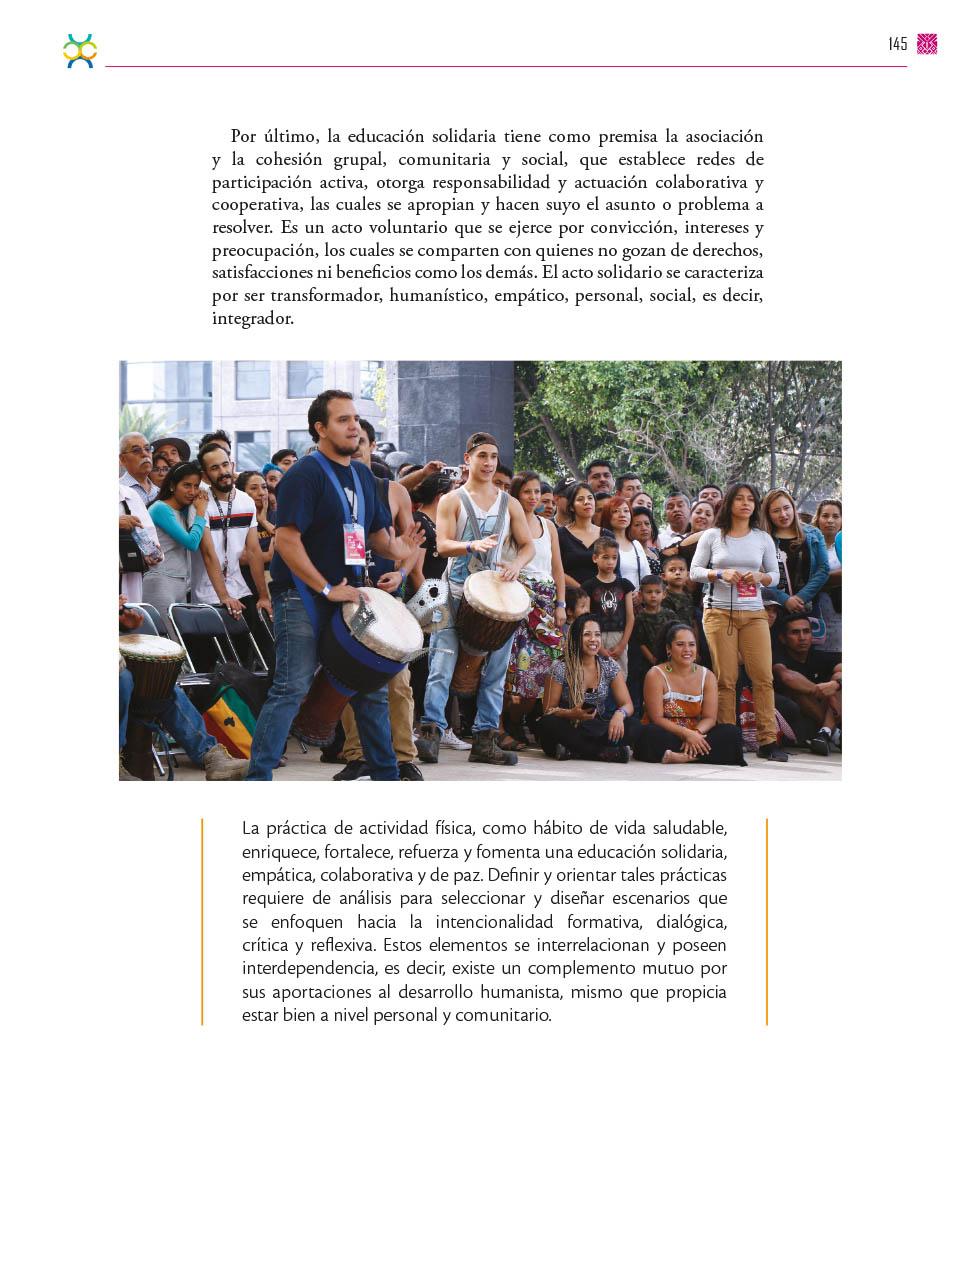 145
Por último, la educación solidaria tiene como premisa la asociación
y la cohesión grupal, comunitaria y social, que establece redes de
participación activa, otorga responsabilidad y actuación colaborativa y
cooperativa, las cuales se apropian y hacen suyo el asunto o problema a
resolver. Es un acto voluntario que se ejerce por convicción, intereses y
preocupación, los cuales se comparten con quienes no gozan de derechos,
satisfacciones ni beneficios como los demás. El acto solidario se caracteriza
por ser transformador, humanístico, empático, personal, social, es decir,
integrador.
La práctica de actividad física, como hábito de vida saludable,
enriquece, fortalece, refuerza y fomenta una educación solidaria,
empática, colaborativa y de paz. Definir y orientar tales prácticas
requiere de análisis para seleccionar y diseñar escenarios que
se enfoquen hacia la intencionalidad formativa, dialógica,
crítica y reflexiva. Estos elementos se interrelacionan y poseen
interdependencia, es decir, existe un complemento mutuo por
sus aportaciones al desarrollo humanista, mismo que propicia
estar bien a nivel personal y comunitario.